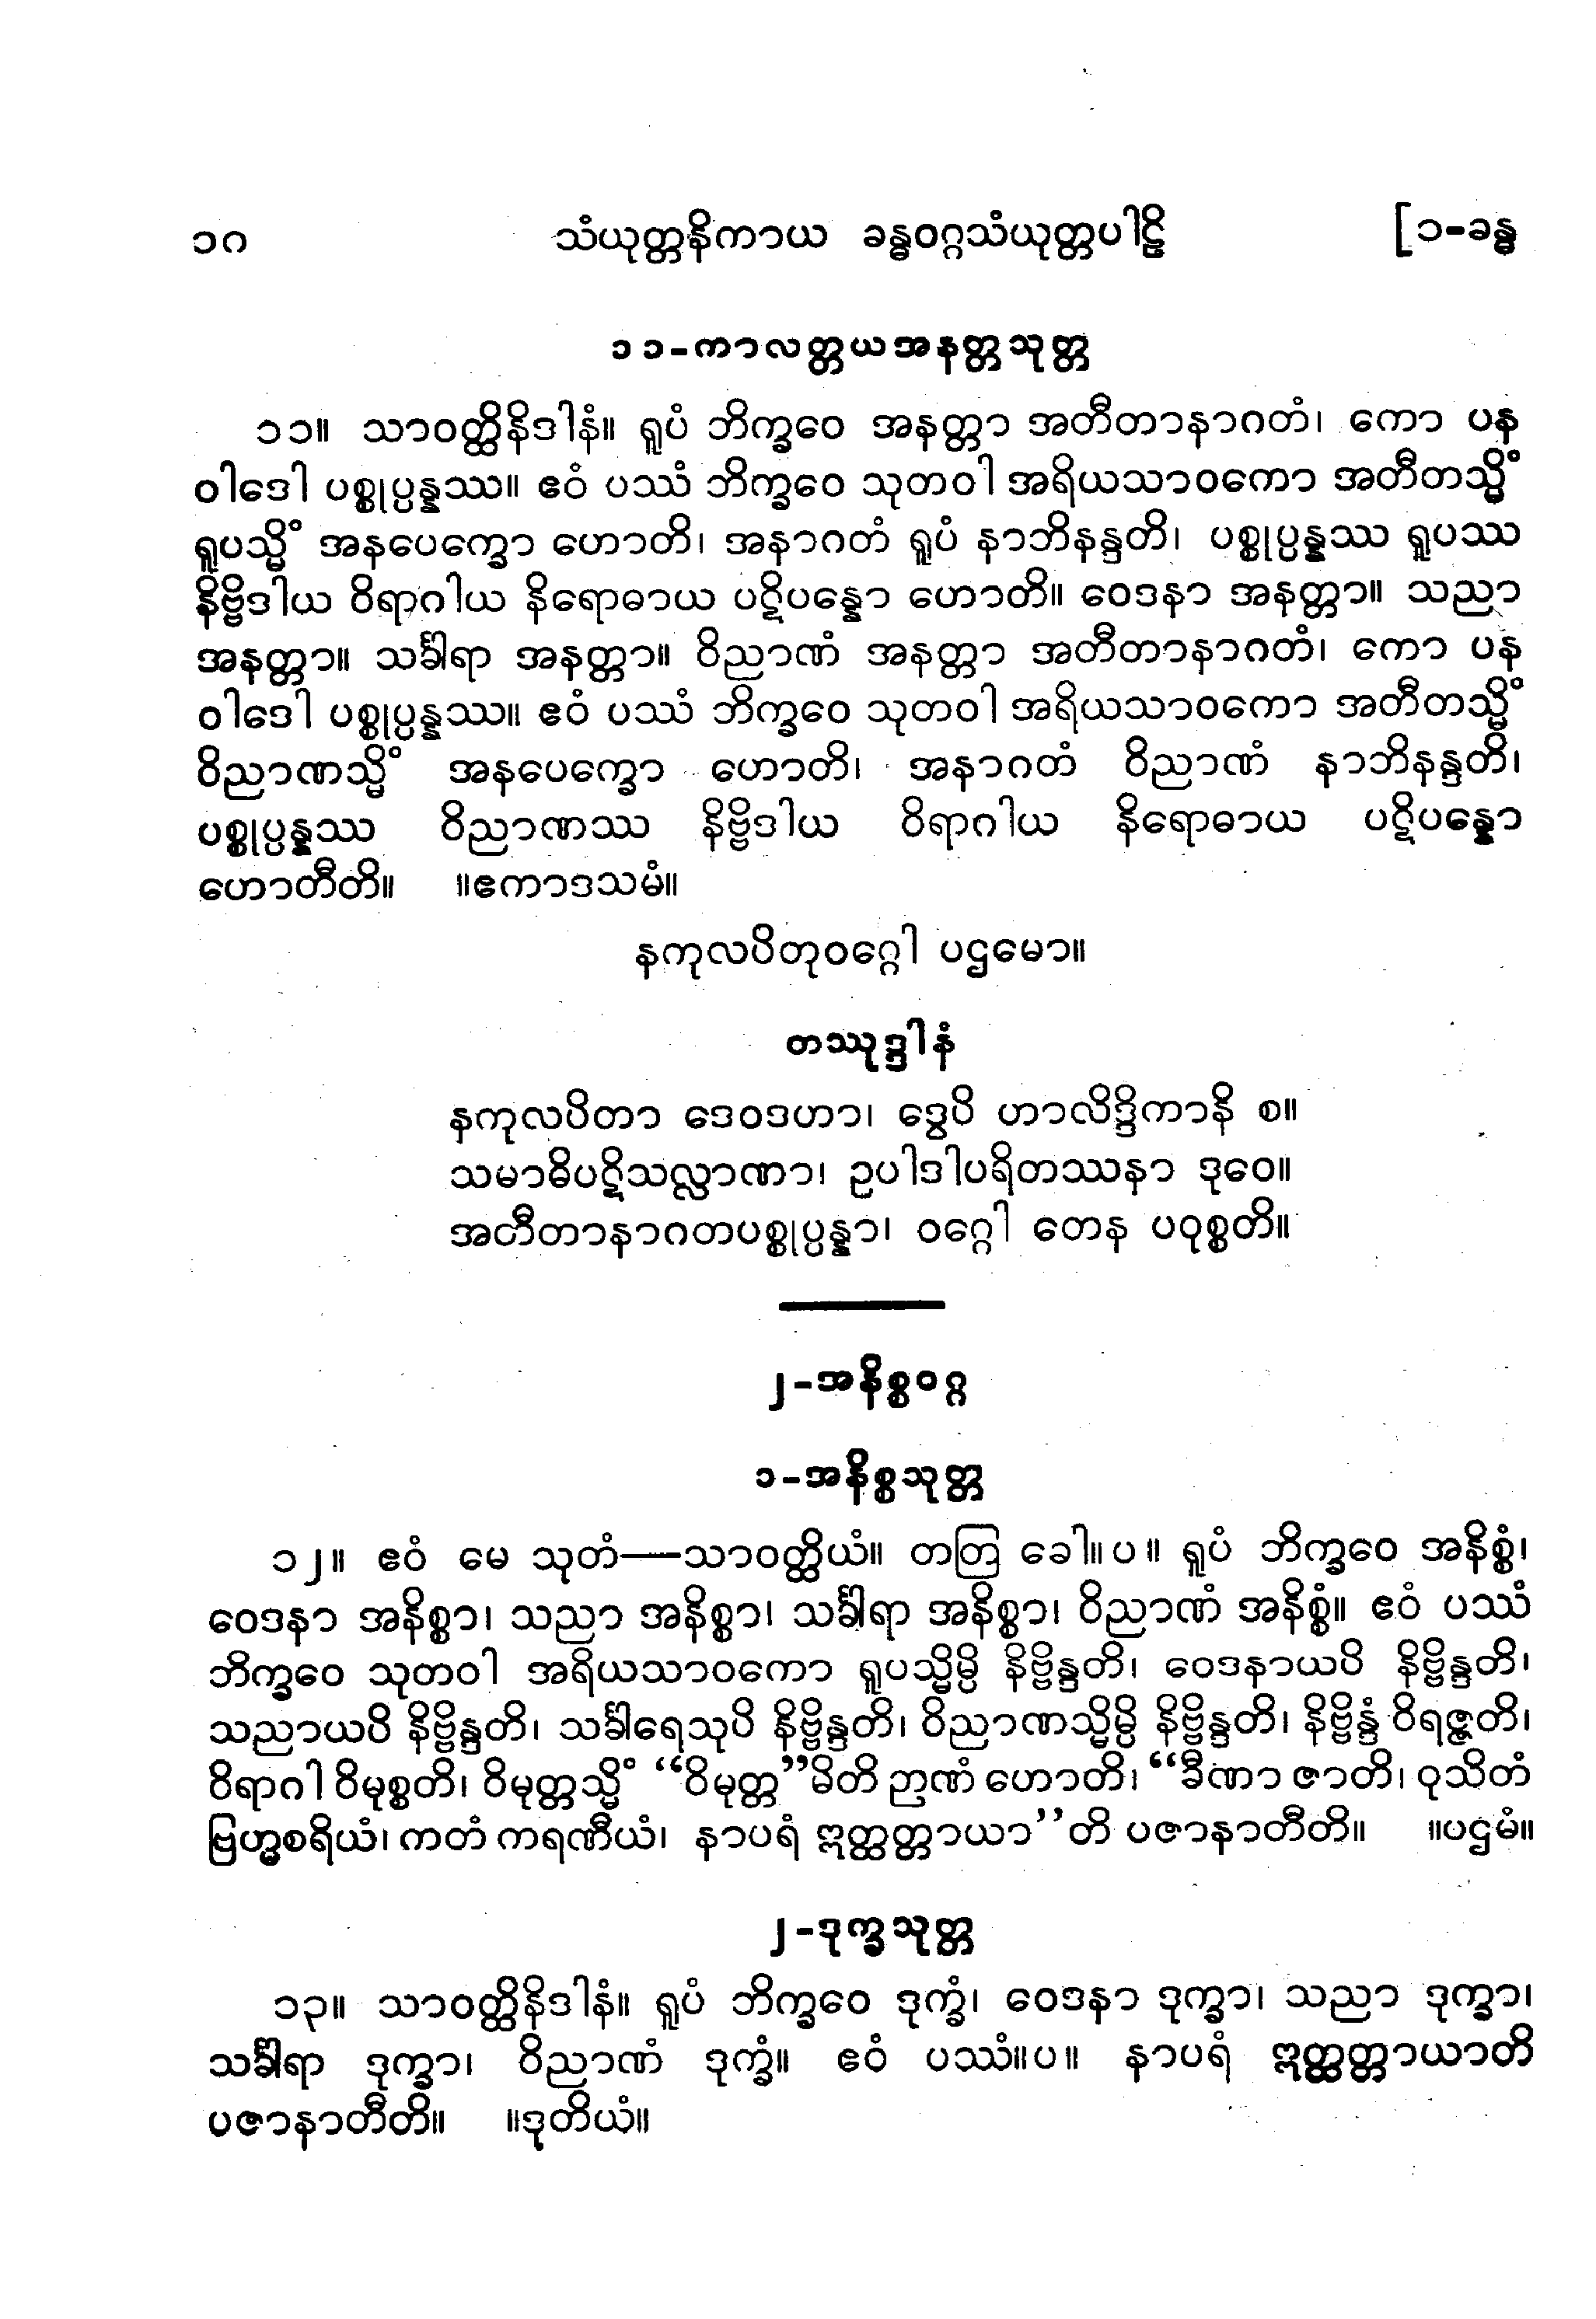 ၁၈ သံယုတ္တနိကာယ ခန္ဓဝဂ္ဂသံယုတ္တပါဠိ [၁-ခန္ဓ
၁၁-ကာလတ္တယအနတ္တသုတ္တ
၁၁။ သာဝတ္ထိနိဒါနံ။ ရူပံ ဘိက္ခဝေ အနတ္တာ အတီတာနာဂတံ၊ ကော ပန
ဝါဒေါ ပစ္စုပ္ပန္နဿ။ ဧဝံ ပဿံ ဘိက္ခဝေ သုတဝါ အရိယသာဝကော အတီတသ္မိံ
ရူပသ္မိံ အနပေက္ခော ဟောတိ၊ အနာဂတံ ရူပံ နာဘိနန္ဒတိ၊ ပစ္စုပ္ပန္နဿ ရူပဿ
နိဗ္ဗိဒါယ ဝိရာဂါယ နိရောဓာယ ပဋိပန္နော ဟောတိ။ ဝေဒနာ အနတ္တာ။ သညာ
အနတ္တာ။ သင်္ခါရာ အနတ္တာ။ ဝိညာဏံ အနတ္တာ အတီတာနာဂတံ၊ ကော ပန
ဝါဒေါ ပစ္စုပ္ပန္နဿ။ ဧဝံ ပဿံ ဘိက္ခဝေ သုတဝါ အရိယသာဝကော အတီတသ္မိံ
ဝိညာဏသ္မိံ အနပေက္ခော ဟောတိ၊ အနာဂတံ ဝိညာဏံ နာဘိနန္ဒတိ၊
ပစ္စုပ္ပန္နဿ ဝိညာဏဿ နိဗ္ဗိဒါယ ဝိရာဂါယ နိရောဓာယ ပဋိပန္နော
ဟောတီတိ။ ။ဧကာဒသမံ။
နကုလပိတုဝဂ္ဂေါ ပဌမော။
တဿုဒ္ဒါနံ
နကုလပိတာ ဒေဝဒဟာ၊ ဒွေပိ ဟာလိဒ္ဒိကာနိ စ။
သမာဓိပဋိသလ္လာဏာ၊ ဥပါဒါပရိတဿနာ ဒုဝေ။
အတီတာနာဂတပစ္စုပ္ပန္နာ၊ ဝဂ္ဂေါ တေန ပဝုစ္စတိ။
၂-အနိစ္စဝဂ္ဂ
၁-အနိစ္စသုတ္တ
၁၂။ ဧဝံ မေ သုတံ—သာဝတ္ထိယံ။ တတြ ခေါ။ပ။ ရူပံ ဘိက္ခဝေ အနိစ္စံ၊
ဝေဒနာ အနိစ္စာ၊ သညာ အနိစ္စာ၊ သင်္ခါရာ အနိစ္စာ၊ ဝိညာဏံ အနိစ္စံ။ ဧဝံ ပဿံ
ဘိက္ခဝေ သုတဝါ အရိယသာဝကော ရူပသ္မိမ္ပိ နိဗ္ဗိန္ဒတိ၊ ဝေဒနာယပိ နိဗ္ဗိန္ဒတိ၊
သညာယပိ နိဗ္ဗိန္ဒတိ၊ သင်္ခါရေသုပိ နိဗ္ဗိန္ဒတိ၊ ဝိညာဏသ္မိမ္ပိ နိဗ္ဗိန္ဒတိ၊ နိဗ္ဗိန္ဒံ ဝိရဇ္ဇတိ၊
ဝိရာဂါ ဝိမုစ္စတိ၊ ဝိမုတ္တသ္မိံ “ဝိမုတ္တ”မိတိ ဉာဏံ ဟောတိ၊ “ခီဏာ ဇာတိ၊ ဝုသိတံ
ဗြဟ္မစရိယံ၊ ကတံ ကရဏီယံ၊ နာပရံ ဣတ္ထတ္တာယာ”တိ ပဇာနာတီတိ။ ။ပဌမံ။
၂-ဒုက္ခသုတ္တ
၁၃။ သာဝတ္ထိနိဒါနံ။ ရူပံ ဘိက္ခဝေ ဒုက္ခံ၊ ဝေဒနာ ဒုက္ခာ၊ သညာ ဒုက္ခာ၊
သင်္ခါရာ ဒုက္ခာ၊ ဝိညာဏံ ဒုက္ခံ။ ဧဝံ ပဿံ။ပ။ နာပရံ ဣတ္ထတ္တာယာတိ
ပဇာနာတီတိ။ ။ဒုတိယံ။